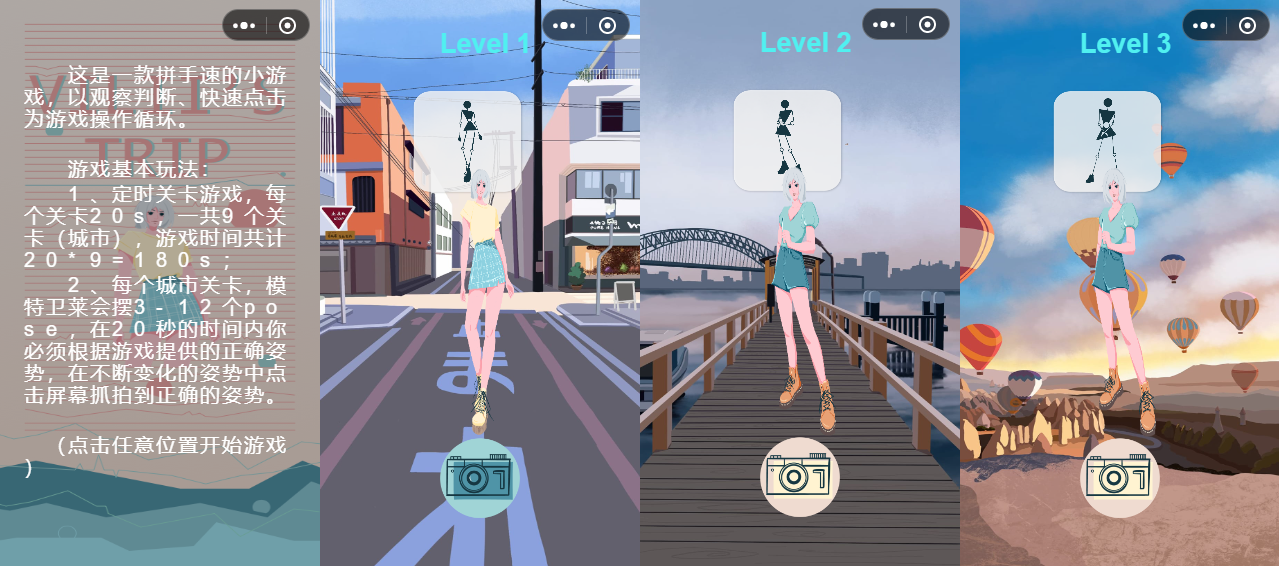 这是一款拼手速的小游
戏，以观察判断、快速点击
为游戏操作循环。
游戏基本玩法：
1、定时关卡游戏，每
个关卡20s，一共9个关
卡（城市），游戏时间共计
20*9=180s；
2、每个城市关卡，模
特卫莱会摆3-12个po
se，在20秒的时间内你
必须根据游戏提供的正确姿
势，在不断变化的姿势中点
击屏幕抓拍到正确的姿势。
（点击任意位置开始游戏
）
TRIP
Level 1
Level 2
Level 3